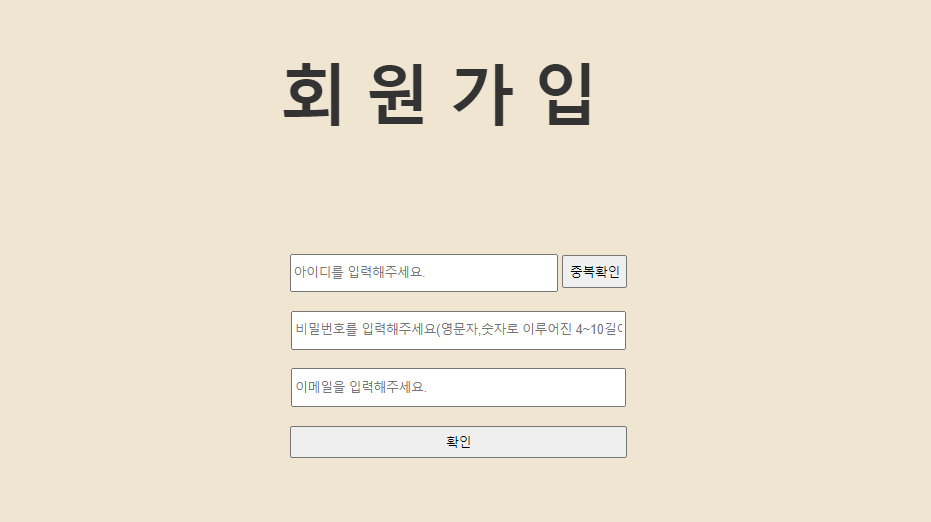 회 원 가 입
아이디를 입력해주세요. 중복확인
비밀번호를 입력해주세요(영문자,숫자로 이루어진 4~10길이
이메일을 입력해주세요.
확인